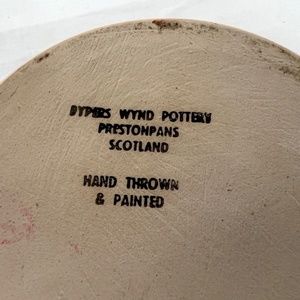 BYPERS WYND POTTERY
PRESTONPANS
SCOTLAND
HAND THROWN
& PAINTED